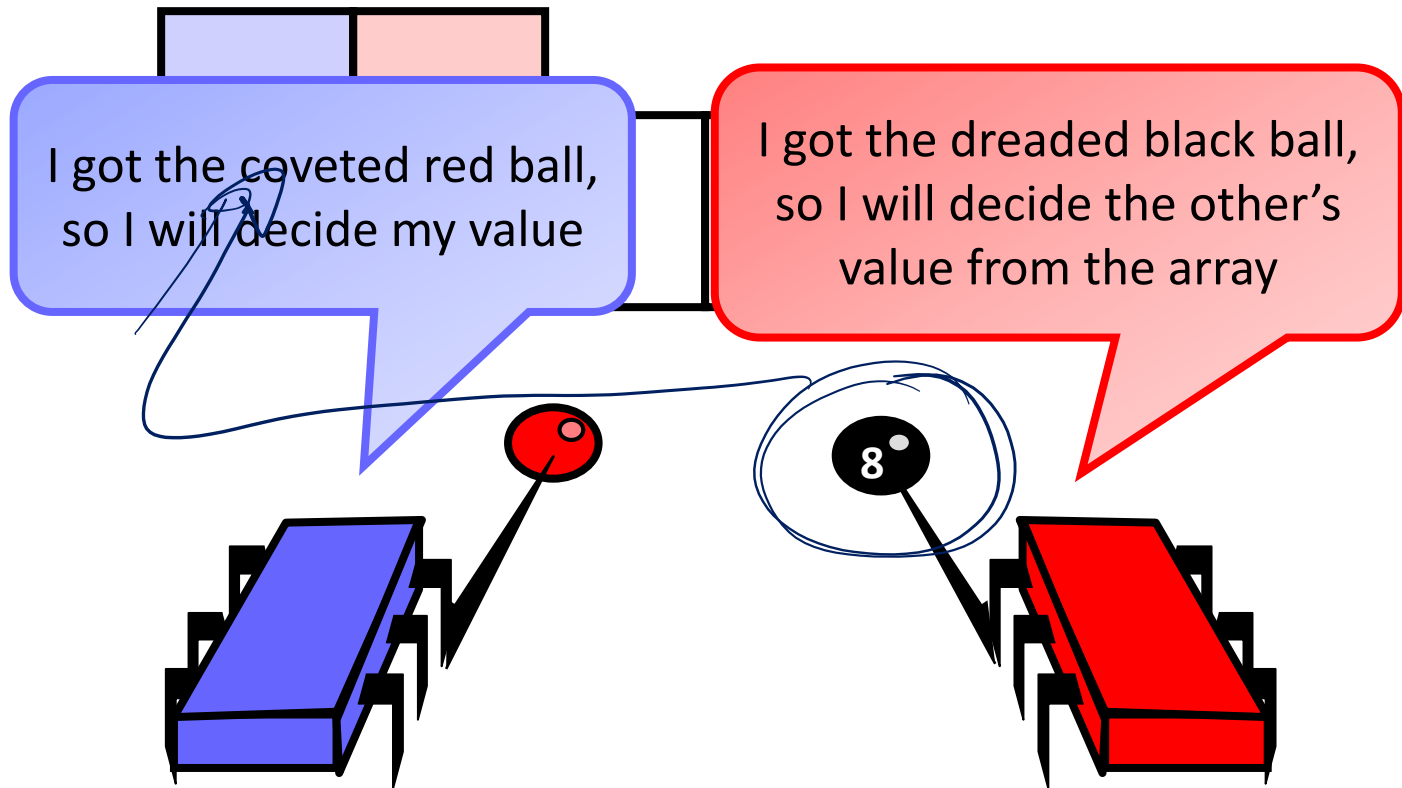 I got the coveted red ball,
so I will decide my value
I got the dreaded black ball,
so I will decide the other’s
value from the array
8